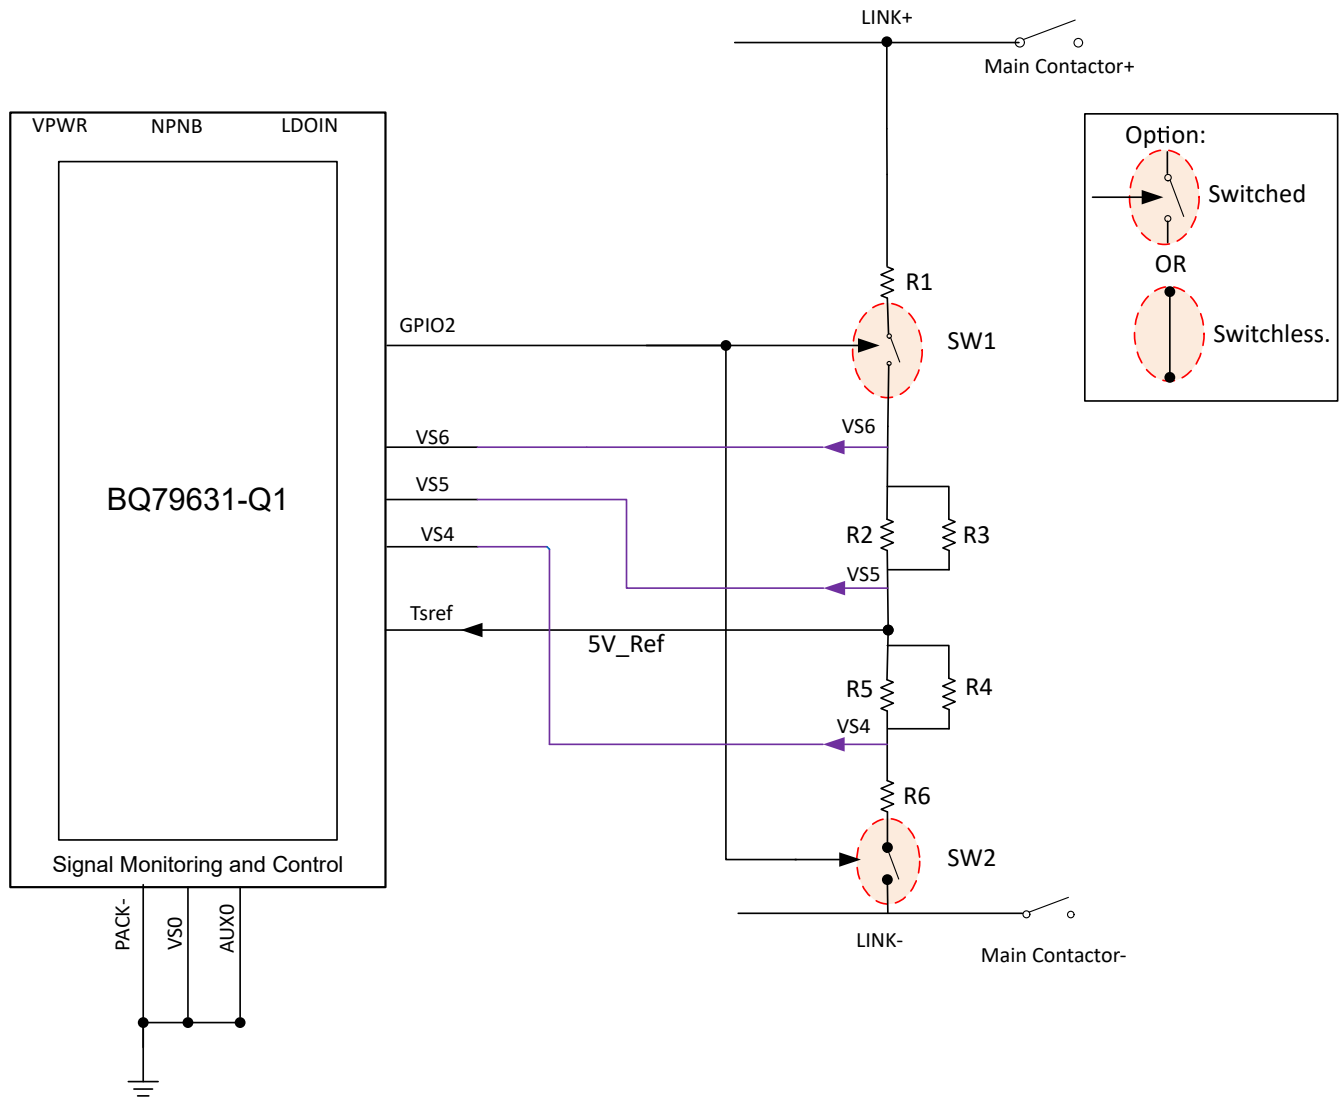 LINK+
Main Contactor+
VPWR
NPNB
LDOIN
Option:
Switched
OR
Switchless.
R1
GPIO2
SW1
VS6
VS6
VS5
BQ79631-Q1
VS4
R2
R3
VS5
Tsref
5V_Ref
R5
R4
VS4
R6
SW2
Signal Monitoring and Control
PACK-
VS0
AUX0
LINK-
Main Contactor-